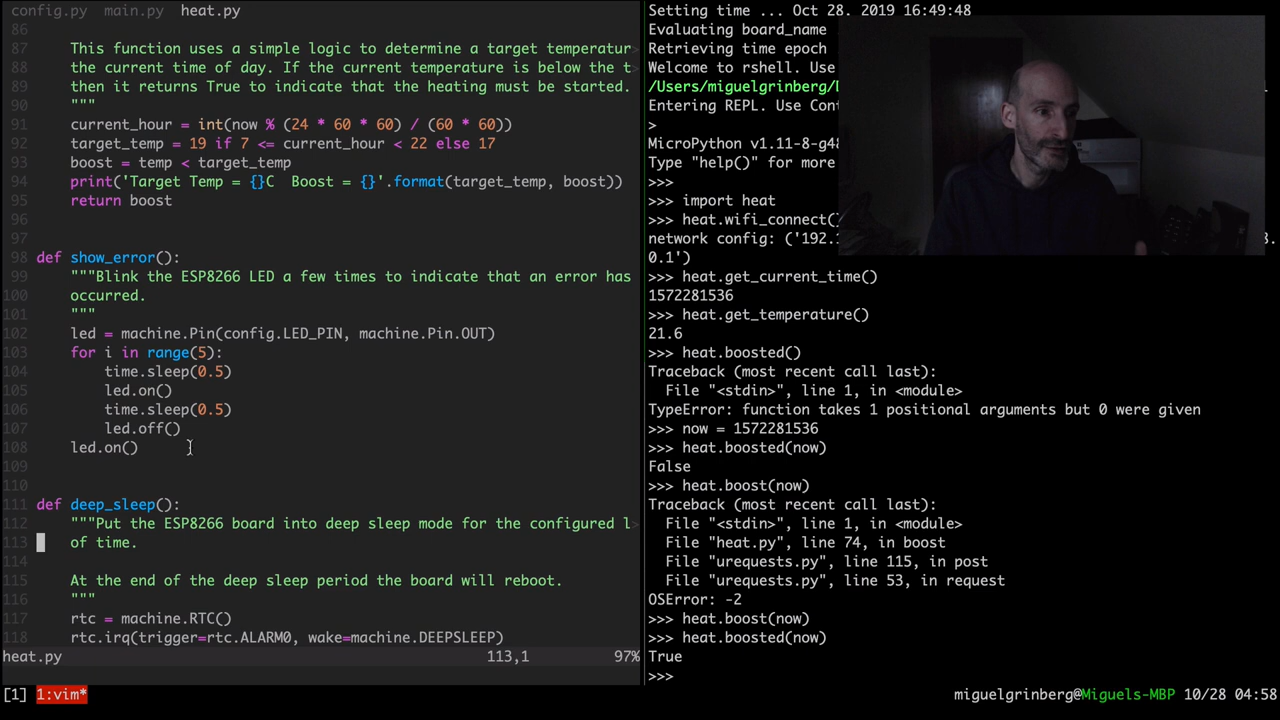 config.py main.py heat.py
86
87 This function uses a simple logic to determine a target temperatur>
88 the current time of day. If the current temperature is below the t>
89 then it returns True to indicate that the heating must be started.
90 """
91 current_hour = int(now % (24 * 60 * 60) / (60 * 60))
92 target_temp = 19 if 7 <= current_hour < 22 else 17
93 boost = temp < target_temp
94 print('Target Temp = {}C  Boost = {}'.format(target_temp, boost))
95 return boost
96
97
98 def show_error():
99 """Blink the ESP8266 LED a few times to indicate that an error has
100 occurred.
101 """
102 led = machine.Pin(config.LED_PIN, machine.Pin.OUT)
103 for i in range(5):
104 time.sleep(0.5)
105 led.on()
106 time.sleep(0.5)
107 led.off()
108 led.on()
109
110
111 def deep_sleep():
112 """Put the ESP8266 board into deep sleep mode for the configured l>
113 of time.
114
115 At the end of the deep sleep period the board will reboot.
116 """
117 rtc = machine.RTC()
118 rtc.irq(trigger=rtc.ALARM0, wake=machine.DEEPSLEEP)
heat.py 113,1 97%
Setting time ... Oct 28. 2019 16:49:48
Evaluating board_name
Retrieving time epoch
Welcome to rshell. Use
/Users/miguelgrinberg/
Entering REPL. Use Cont
>
MicroPython v1.11-8-g48
Type "help()" for more
>>>
>>> import heat
>>> heat.wifi_connect()
network config: ('192.1 8.
0.1')
>>> heat.get_current_time()
1572281536
>>> heat.get_temperature()
21.6
>>> heat.boosted()
Traceback (most recent call last):
File "<stdin>", line 1, in <module>
TypeError: function takes 1 positional arguments but 0 were given
>>> now = 1572281536
>>> heat.boosted(now)
False
>>> heat.boost(now)
Traceback (most recent call last):
File "<stdin>", line 1, in <module>
File "heat.py", line 74, in boost
File "urequests.py", line 115, in post
File "urequests.py", line 53, in request
OSError: -2
>>> heat.boost(now)
>>> heat.boosted(now)
True
>>>
[1] 1:vim* miguelgrinberg@Miguels-MBP 10/28 04:58